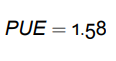 PUE = 1.58